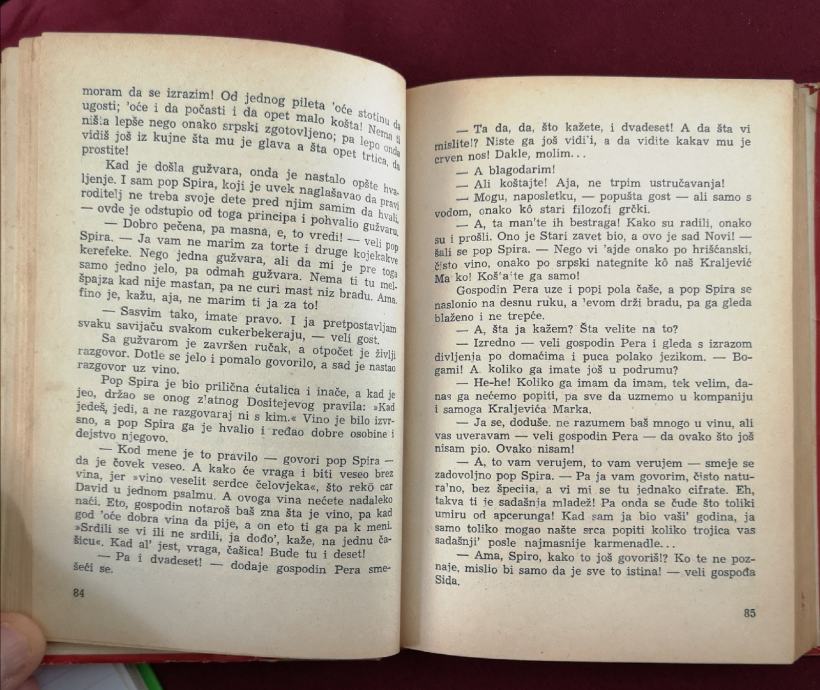 moram da se izrazim! Od jednog pileta 'oće stotinu da
ugosti; 'oće i da počasti i da opet malo košta! Nema ti
niš:a lepše nego onako srpski zgotovljeno; pa lepo onda
vidiš još iz kujne šta mu je glava a šta opet trtica, da
prostite!
Kad je došla gužvara, onda je nastalo opšte hva-
ljenje. I sam pop Spira, koji je uvek naglašavao da pravi
roditelj ne treba svoje dete pred njim samim da hvali,
— ovde je odstupio od toga principa i pohvalio gužvaru.
— Dobro pečena, pa masna, e, to vredi! — veli pop
Spira. — Ja vam ne marim za torte i druge kojekakve
kerefeke. Nego jedna gužvara, ali da mi je pre toga
samo jedno jelo, pa odmah gužvara. Nema ti tu mel-
špajza kad nije mastan, pa ne curi mast niz bradu. Ama
fino je, kažu, aja, ne marim ti ja za to!
— Sasvim tako, imate pravo. I ja pretpostavljam
svaku savijaču svakom cukerbekeraju, — veli gost.
Sa gužvarom je završen ručak, a otpočet je življi
razgovor. Dotle se jelo i pomalo govorilo, a sad je nastao
razgovor uz vino.
Pop Spira je bio prilična ćutalica i inače, a kad je
jeo, držao se onog z'atnog Dositejevog pravila: »Kad
jedeš, jedi, a ne razgovaraj ni s kim.« Vino je bilo izvr-
sno, a pop Spira ga je hvalio i ređao dobre osobine i
dejstvo njegovo.
— Kod mene je to pravilo — govori pop Spira —
da je čovek veseo. A kako će vraga i biti veseo brez
vina, jer »vino veselit serdce čelovjeka«, što rekō car
David u jednom psalmu. A ovoga vina nećete nadaleko
naći. Eto, gospodin notaroš baš zna šta je vino, pa kad
god 'oće dobra vina da pije, a on eto ti ga pa k meni.
»Srdili se vi ili ne srdili, ja dođo', kaže, na jednu ča-
šicu«. Kad al' jest, vraga, čašica! Bude tu i deset!
— Pa i dvadeset! — dodaje gospodin Pera sme-
šeći se.
84
— Ta da, da, što kažete, i dvadeset! A da šta vi
mislite!? Niste ga još vidi'i, a da vidite kakav mu je
crven nos! Dakle, molim...
— A blagodarim!
— Ali koštajte! Aja, ne trpim ustručavanja!
— Mogu, naposletku, — popušta gost — ali samo s
vodom, onako kō stari filozofi grčki.
— A, ta man'te ih bestraga! Kako su radili, onako
su i prošli. Ono je Stari zavet bio, a ovo je sad Novi! —
šali se pop Spira. — Nego vi 'ajde onako po hrišćanski,
č!sto vino, onako po srpski nategnite kō naš Kraljević
Ma ko! Koš'a'te ga samo!
Gospodin Pera uze i popi pola čaše, a pop Spira se
naslonio na desnu ruku, a 'evom drži bradu, pa ga gleda
blaženo i ne trepće.
— A, šta ja kažem? Šta velite na to?
— Izredno — veli gospodin Pera i gleda s izrazom
divljenja po domaćima i puca polako jezikom. — Bo-
gami! A koliko ga imate još u podrumu?
— He-he! Koliko ga imam da imam, tek velim, da-
nas ga nećemo popiti, pa sve da uzmemo u kompaniju
i samoga Kraljevića Marka.
— Ja se, doduše, ne razumem baš mnogo u vinu, ali
vas uveravam — veli gospodin Pera — da ovako što još
nisam pio. Ovako nisam!
— A, to vam verujem, to vam verujem — smeje se
zadovoljno pop Spira. — Pa ja vam govorim, čisto natu-
ra'no, bez špecija, a vi mi se tu jednako cifrate. Eh,
takva ti je sadašnja mladež! Pa onda se čude što toliki
umiru od apcerunga! Kad sam ja bio vaši' godina, ja
samo toliko mogao našte srca popiti koliko trojica vas
sadašnji' posle najmasnije karmenadle...
— Ama, Spiro, kako to još govoriš!? Ko te ne poz-
naje, mislio bi samo da je sve to istina! — veli gospođa
Sida.
85